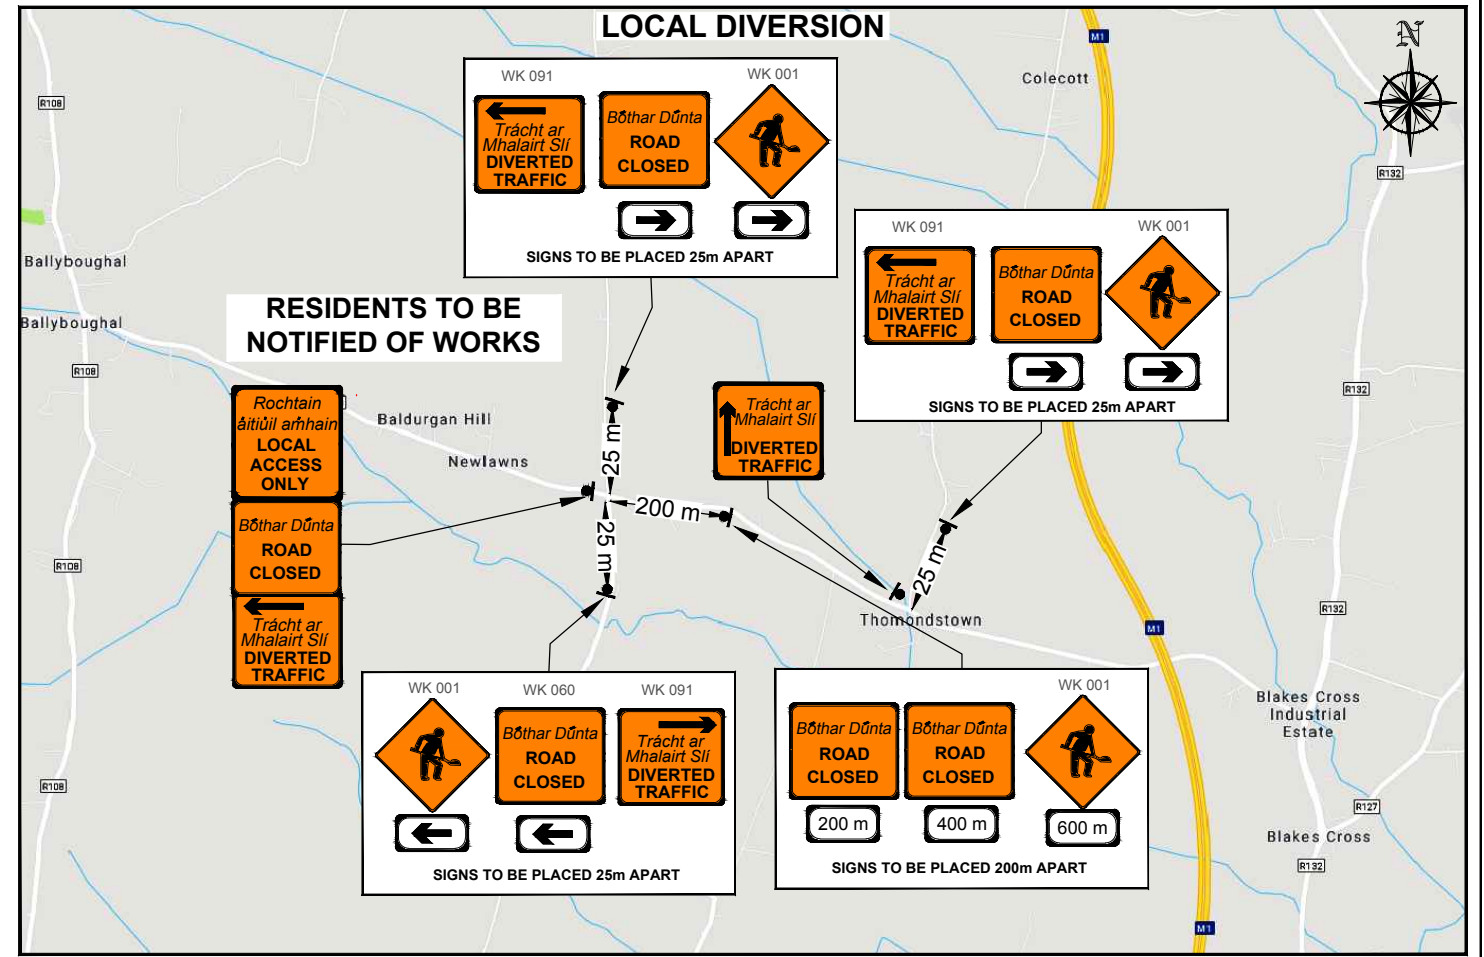 LOCAL DIVERSION
N
M1
Colecott
R108
R132
WK 091
WK 001
Trácht ar
Mhalairt Slí
DIVERTED
TRAFFIC
Bóthar Dúnta
ROAD
CLOSED
SIGNS TO BE PLACED 25m APART
WK 091
WK 001
Trácht ar
Mhalairt Slí
DIVERTED
TRAFFIC
Bóthar Dúnta
ROAD
CLOSED
SIGNS TO BE PLACED 25m APART
Ballyboughal
Ballyboughal
RESIDENTS TO BE
NOTIFIED OF WORKS
R108
R132
Rochtain
áitiúil amhain
LOCAL
ACCESS
ONLY
Bóthar Dúnta
ROAD
CLOSED
Trácht ar
Mhalairt Slí
DIVERTED
TRAFFIC
Baldurgan Hill
Newlawns
Trácht ar
Mhalairt Slí
DIVERTED
TRAFFIC
25 m
200 m
25 m
25 m
R108
R132
Thomondstown
M1
WK 001
WK 060
WK 091
Bóthar Dúnta
ROAD
CLOSED
Trácht ar
Mhalairt Slí
DIVERTED
TRAFFIC
SIGNS TO BE PLACED 25m APART
WK 001
Bóthar Dúnta
ROAD
CLOSED
200 m
Bóthar Dúnta
ROAD
CLOSED
400 m
600 m
SIGNS TO BE PLACED 200m APART
Blakes Cross
Industrial
Estate
R108
R127
Blakes Cross
R132
M1